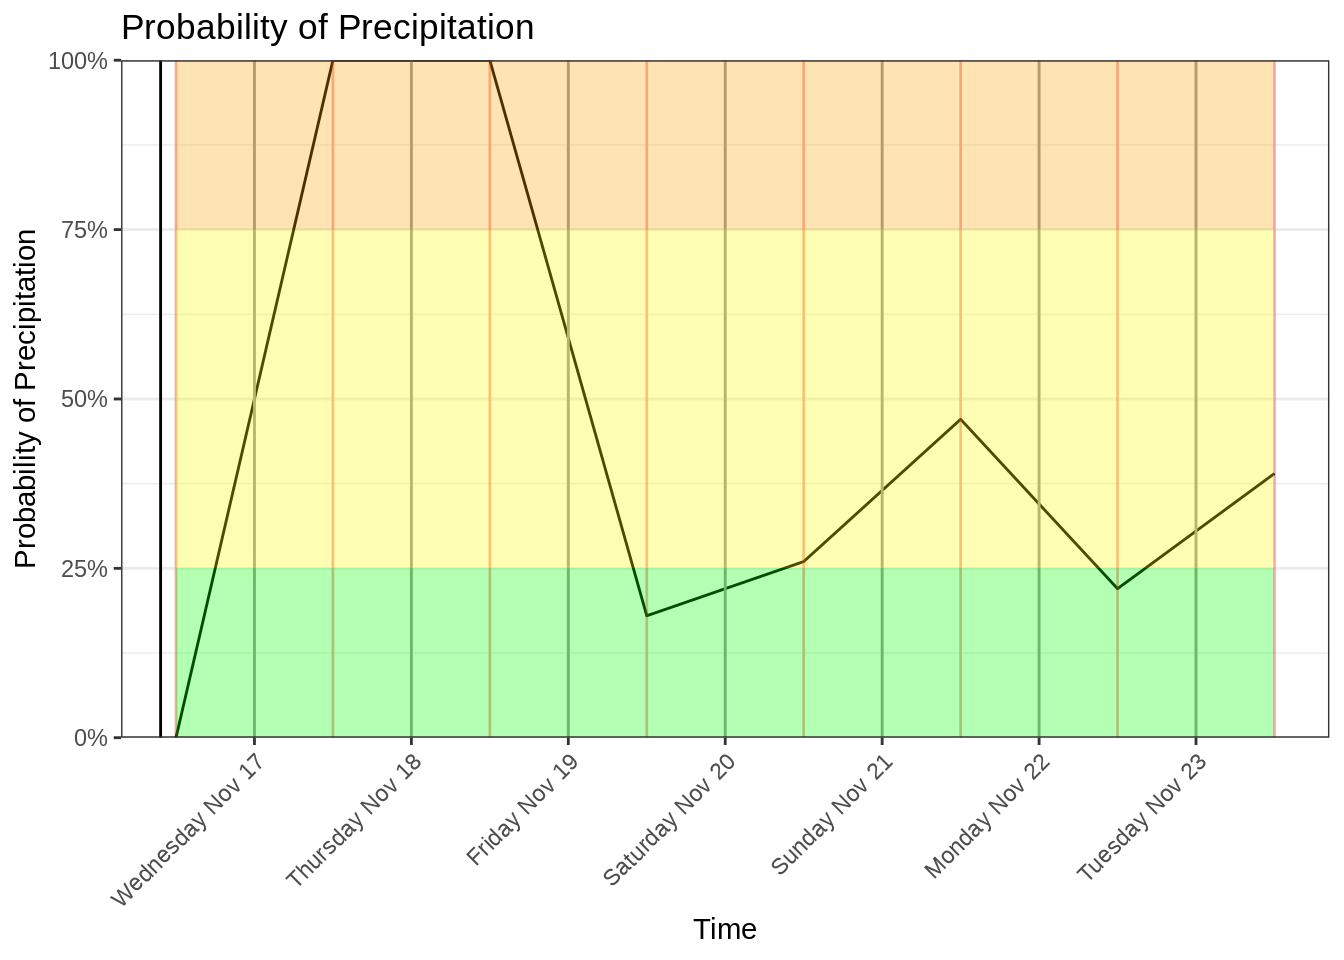 Probability of Precipitation
100%
75%
50%
25%
0%
Probability of Precipitation
Wednesday Nov 17
Thursday Nov 18
Friday Nov 19
Saturday Nov 20
Sunday Nov 21
Monday Nov 22
Tuesday Nov 23
Time